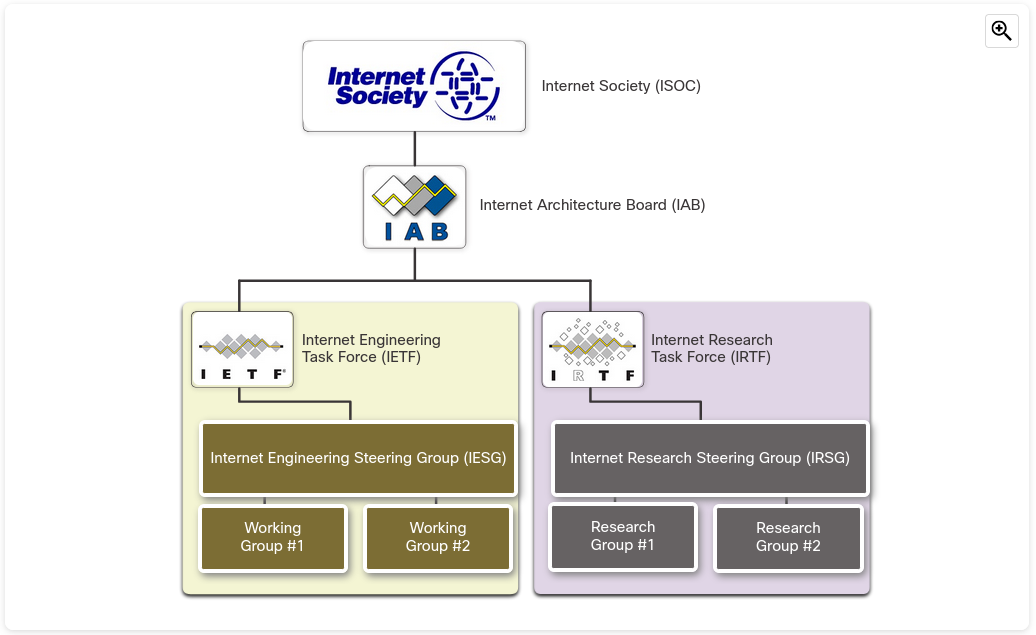 Internet
Society
TM
Internet Society (ISOC)
IAB
Internet Architecture Board (IAB)
IETF®
Internet Engineering
Task Force (IETF)
IRTF
Internet Research
Task Force (IRTF)
Internet Engineering Steering Group (IESG)
Internet Research Steering Group (IRSG)
Working
Group #1
Working
Group #2
Research
Group #1
Research
Group #2